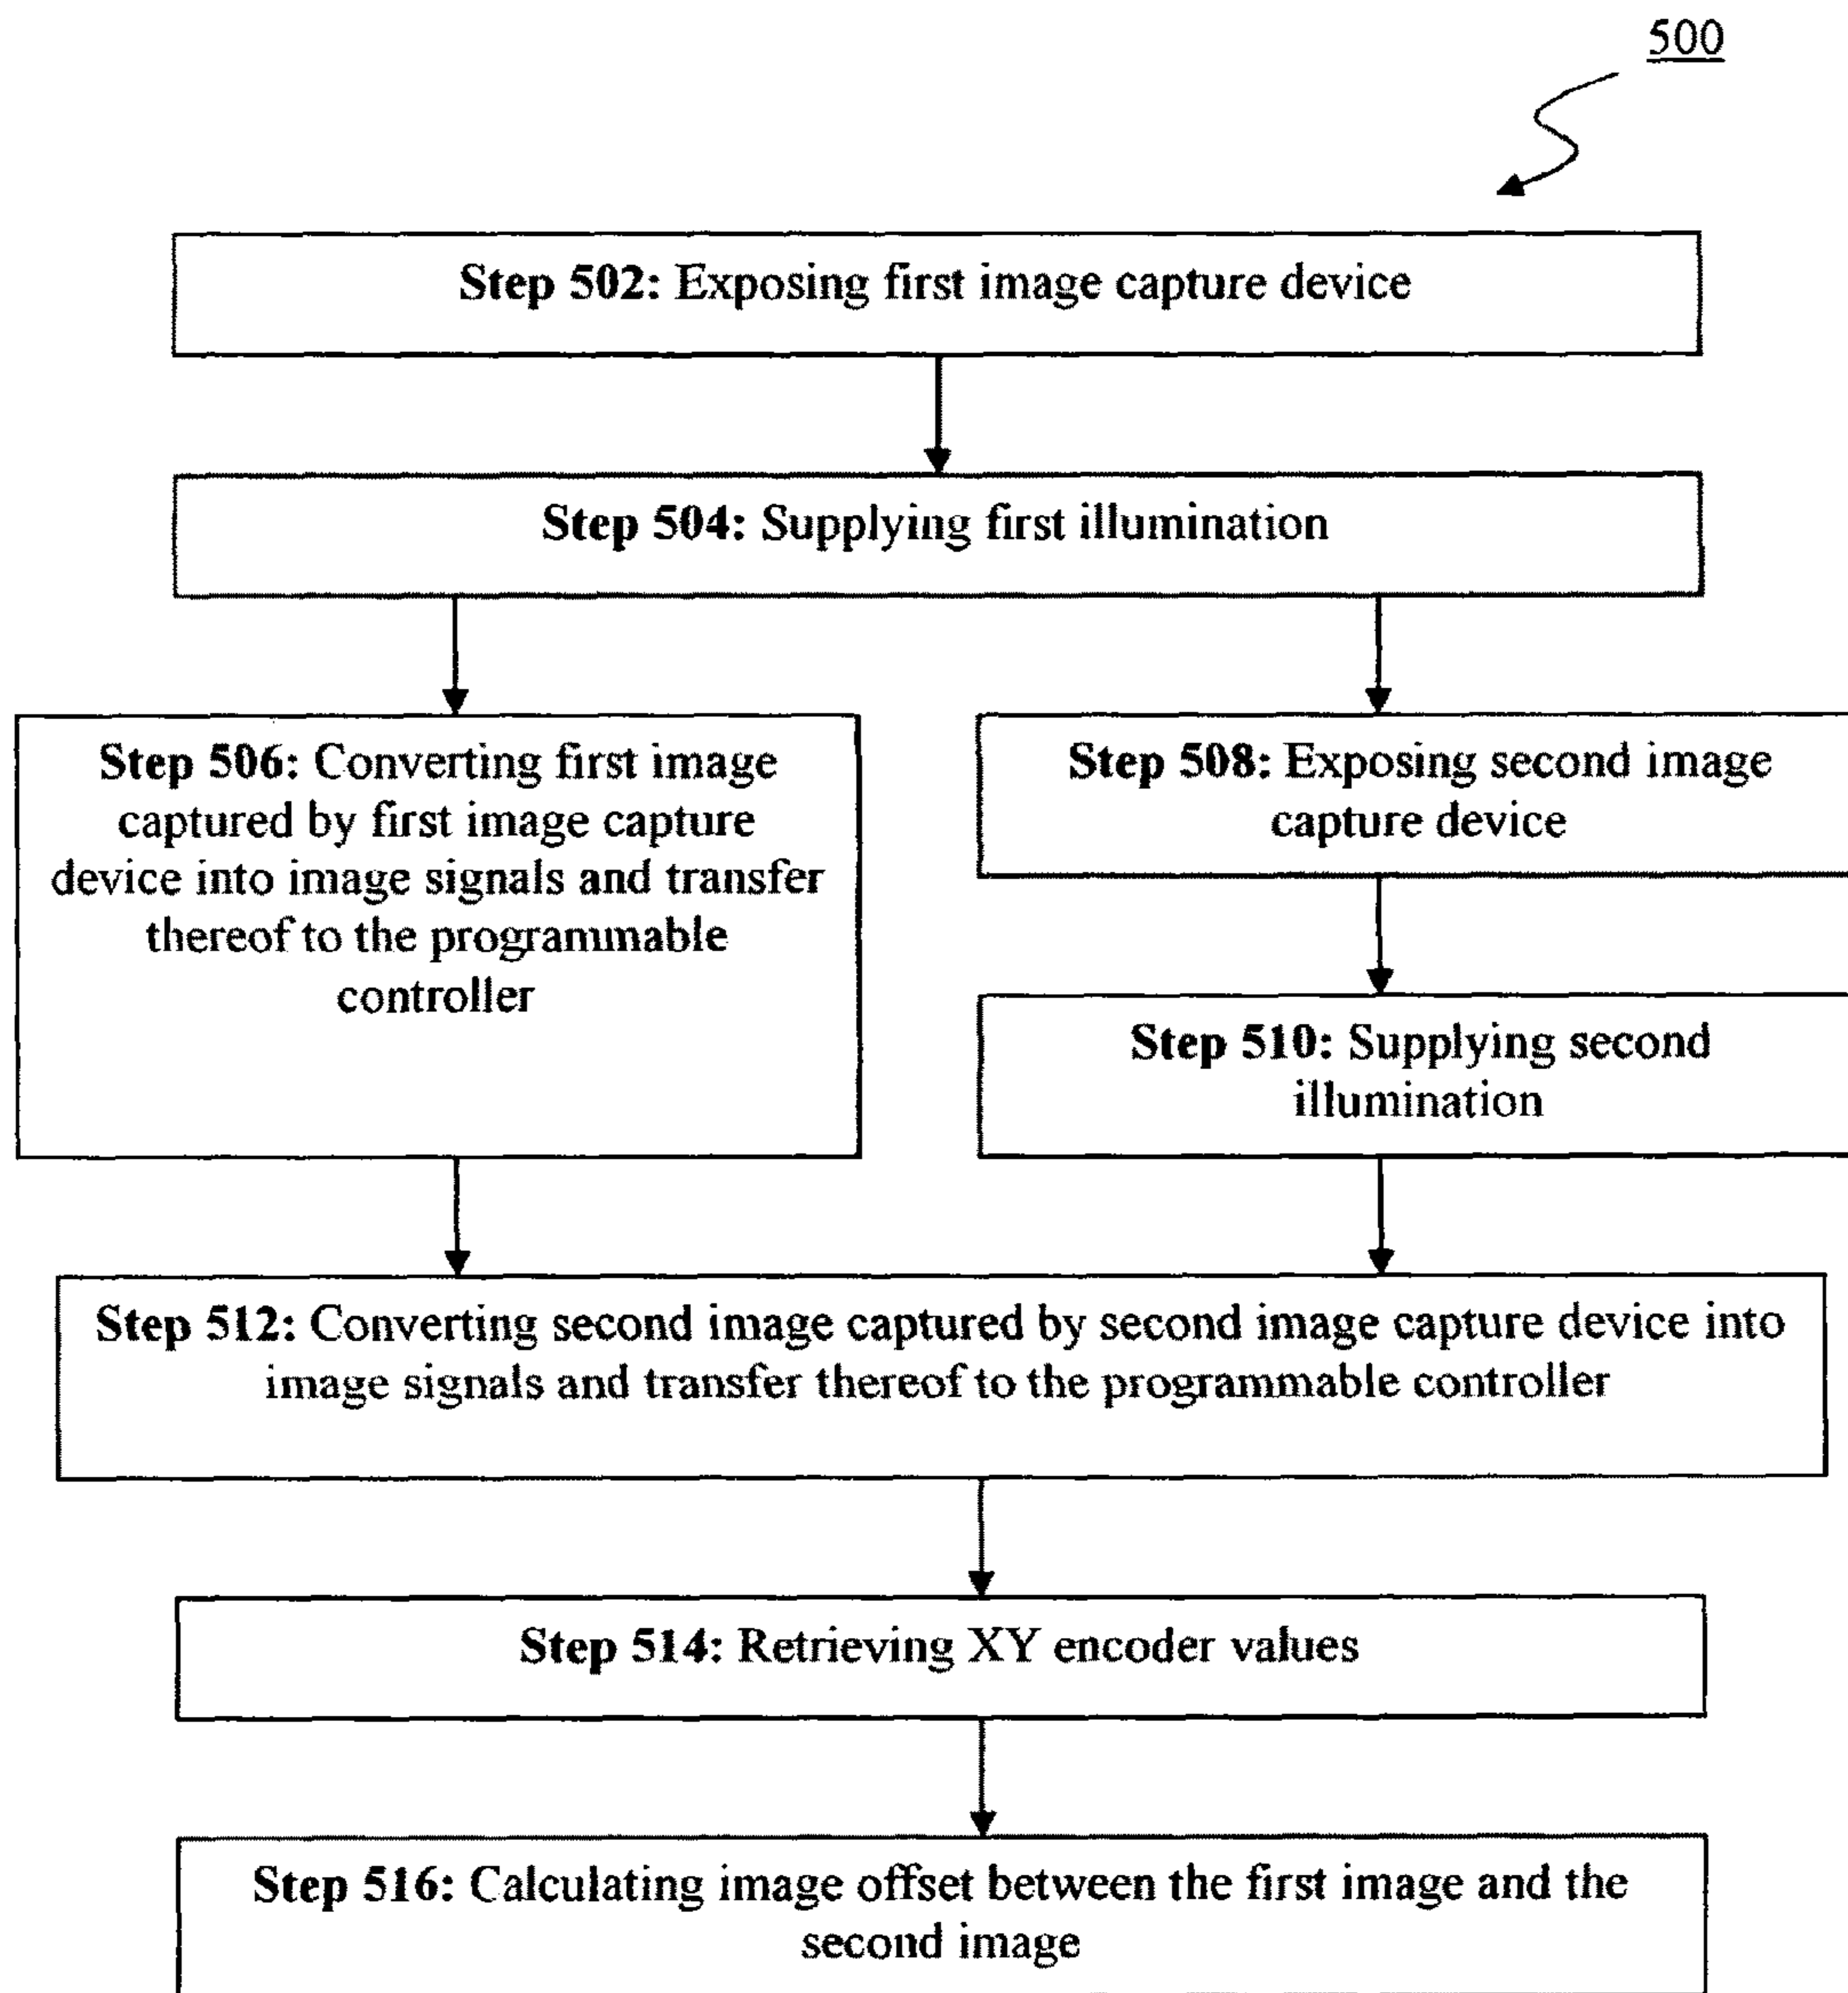 500
Step 502: Exposing first image capture device
Step 504: Supplying first illumination
Step 506: Converting first image
captured by first image capture
device into image signals and transfer
thereof to the programmable
controller
Step 508: Exposing second image
capture device
Step 510: Supplying second
illumination
Step 512: Converting second image captured by second image capture device into
image signals and transfer thereof to the programmable controller
Step 514: Retrieving XY encoder values
Step 516: Calculating image offset between the first image and the
second image